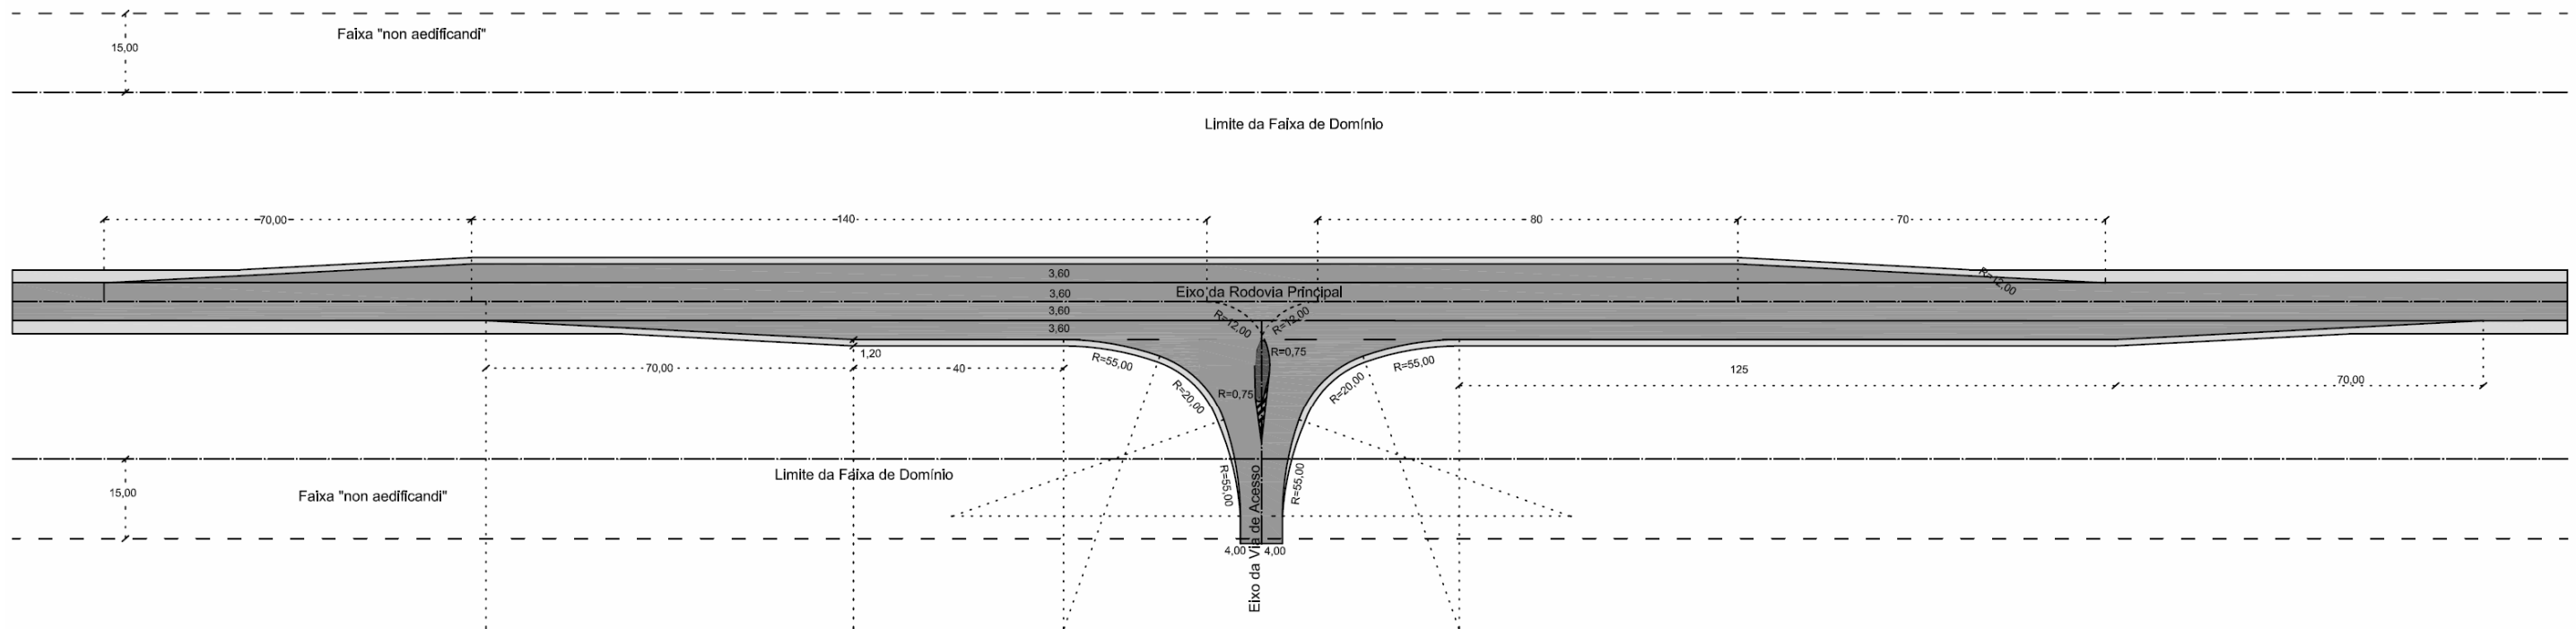 Faixa "non aedificandi"
15,00
Limite da Faixa de Domínio
70,00
140
80
70
3,60
Eixo da Rodovia Principal
3,60
3,60
3,60
R=12,00
R=12,00
R=12,00
1,20
R=0,75
R=55,00
R=55,00
70,00
40
125
70,00
R=20,00
R=20,00
R=0,75
Limite da Faixa de Domínio
R=55,00
R=55,00
15,00
Faixa "non aedificandi"
4,00
4,00
Eixo da Via de Acesso